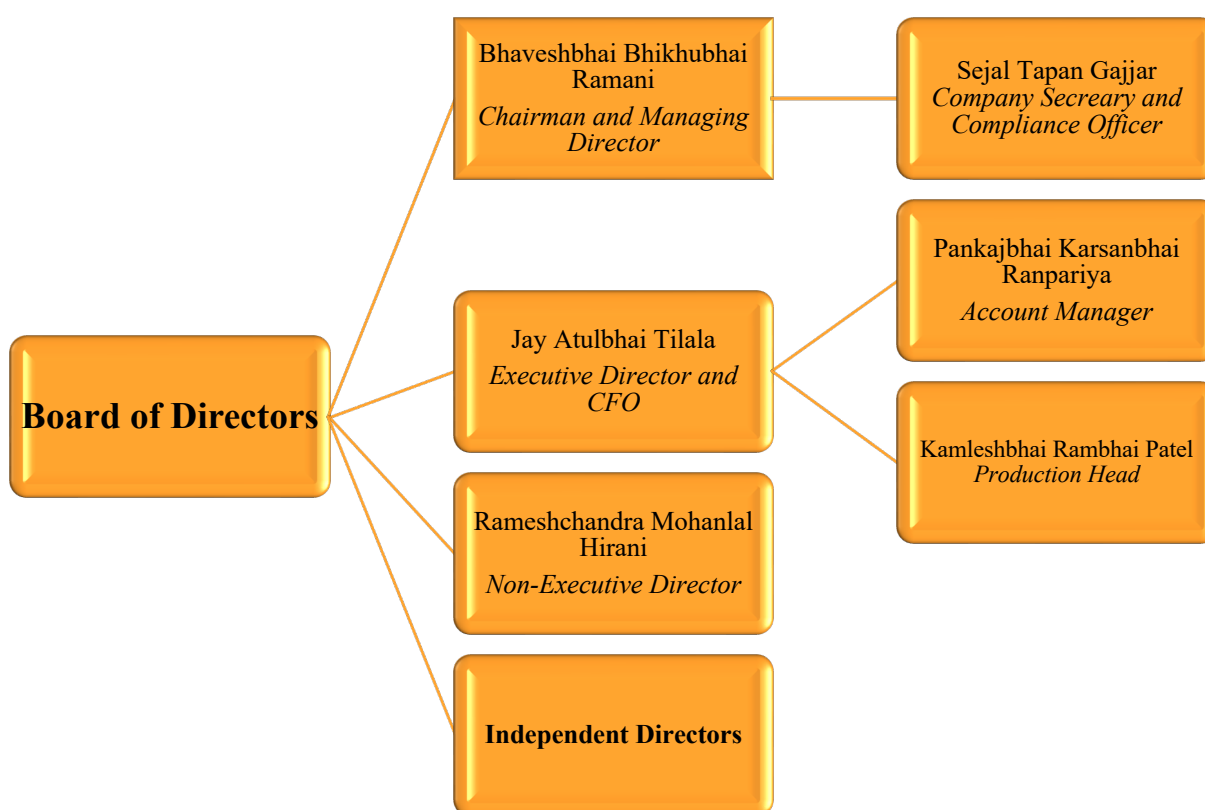 Board of Directors
Bhaveshbhai Bhikhubhai
Ramani
Chairman and Managing
Director
Sejal Tapan Gajjar
Company Secreary and
Compliance Officer
Jay Atulbhai Tilala
Executive Director and
CFO
Pankajbhai Karsanbhai
Ranpariya
Account Manager
Kamleshbhai Rambhai Patel
Production Head
Rameshchandra Mohanlal
Hirani
Non-Executive Director
Independent Directors